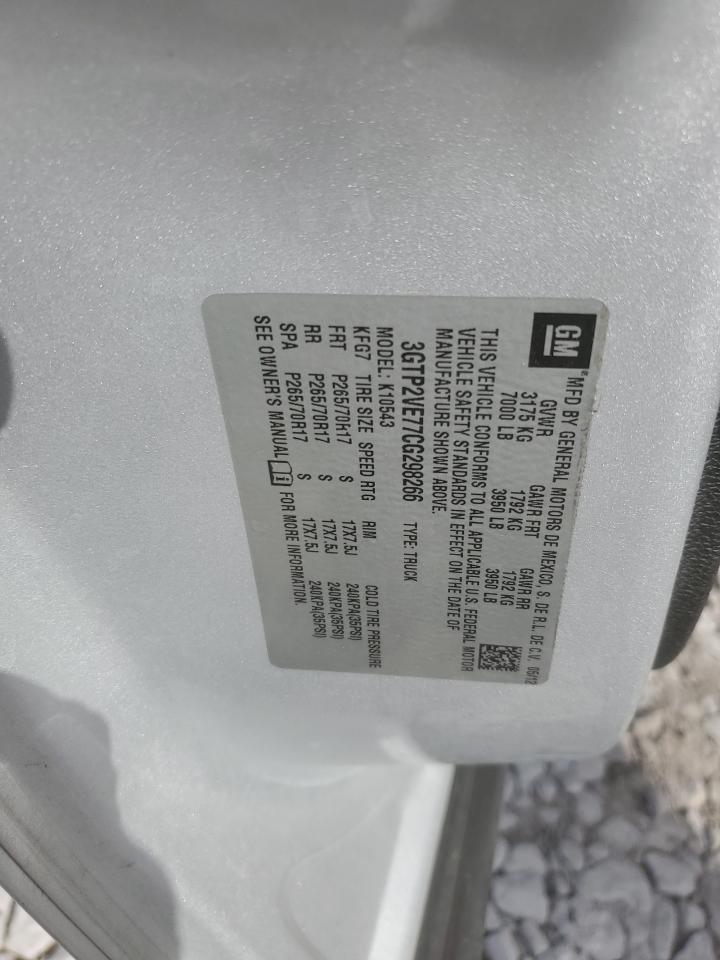 GM MFD BY GENERAL MOTORS DE MEXICO, S. DE R.L. DE C.V. 05/12
GVWR GAWR FRT GAWR RR
3175 KG 1792 KG 1792 KG
7000 LB 3950 LB 3950 LB
THIS VEHICLE CONFORMS TO ALL APPLICABLE U.S. FEDERAL MOTOR
VEHICLE SAFETY STANDARDS IN EFFECT ON THE DATE OF
MANUFACTURE SHOWN ABOVE.
3GTP2VE77CG298266 TYPE: TRUCK
MODEL: K10543
KFG7 TIRE SIZE SPEED RTG RIM COLD TIRE PRESSURE
FRT P265/70R17 S 17X7.5J 240KPA(35PSI)
RR P265/70R17 S 17X7.5J 240KPA(35PSI)
SPA P265/70R17 S 17X7.5J 240KPA(35PSI)
SEE OWNER'S MANUAL FOR MORE INFORMATION.